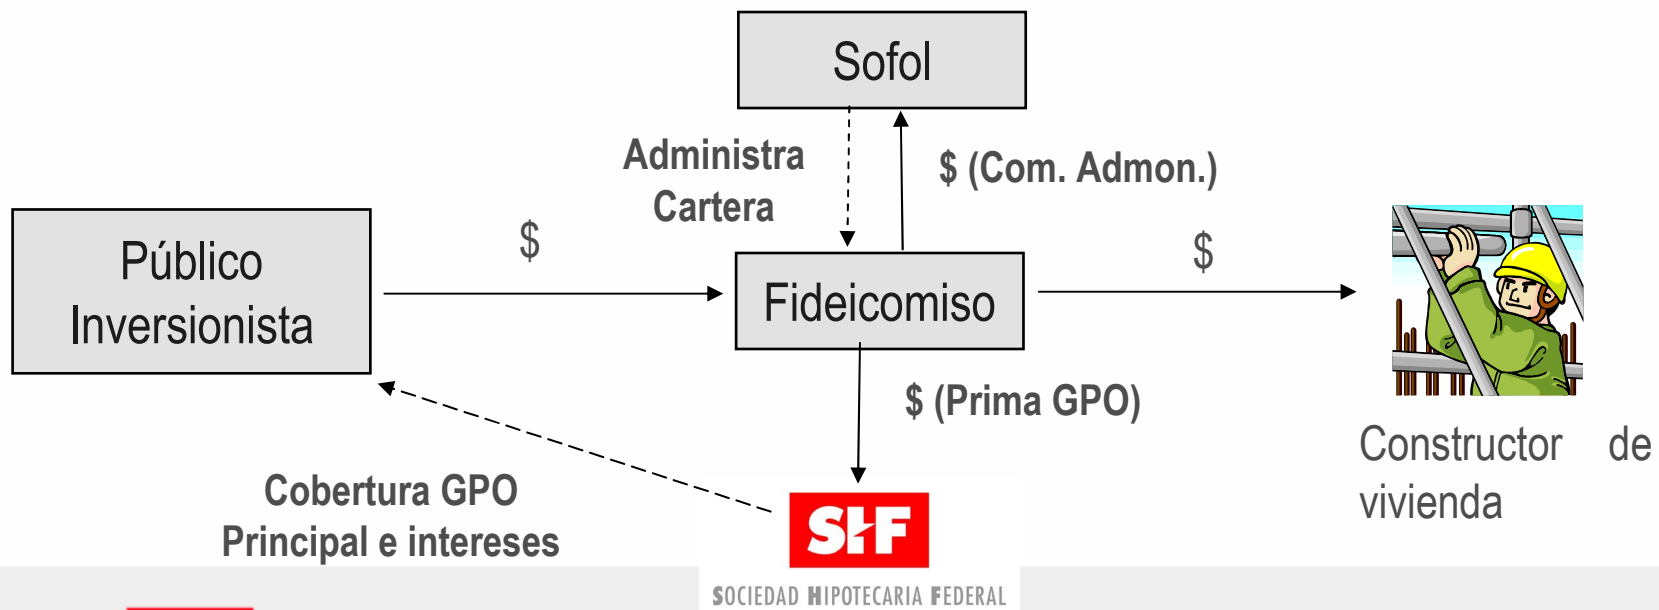 Sofol
Administra
Cartera
$ (Com. Admon.)
Público
Inversionista
$
Fideicomiso
$
$ (Prima GPO)
Constructor de
vivienda
Cobertura GPO
Principal e intereses
SHF
SOCIEDAD HIPOTECARIA FEDERAL